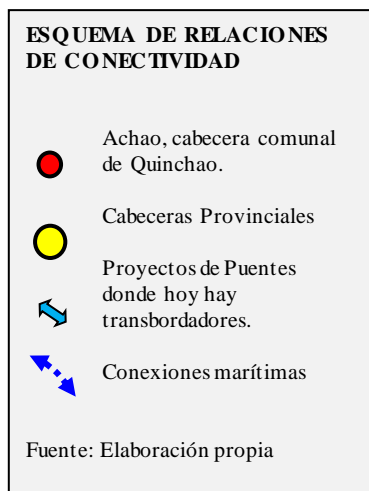 ESQUEMA DE RELACIONES
DE CONECTIVIDAD
Achao, cabecera comunal
de Quinchao.
Cabeceras Provinciales
Proyectos de Puentes
donde hoy hay
transbordadores.
Conexiones marítimas
Fuente: Elaboración propia